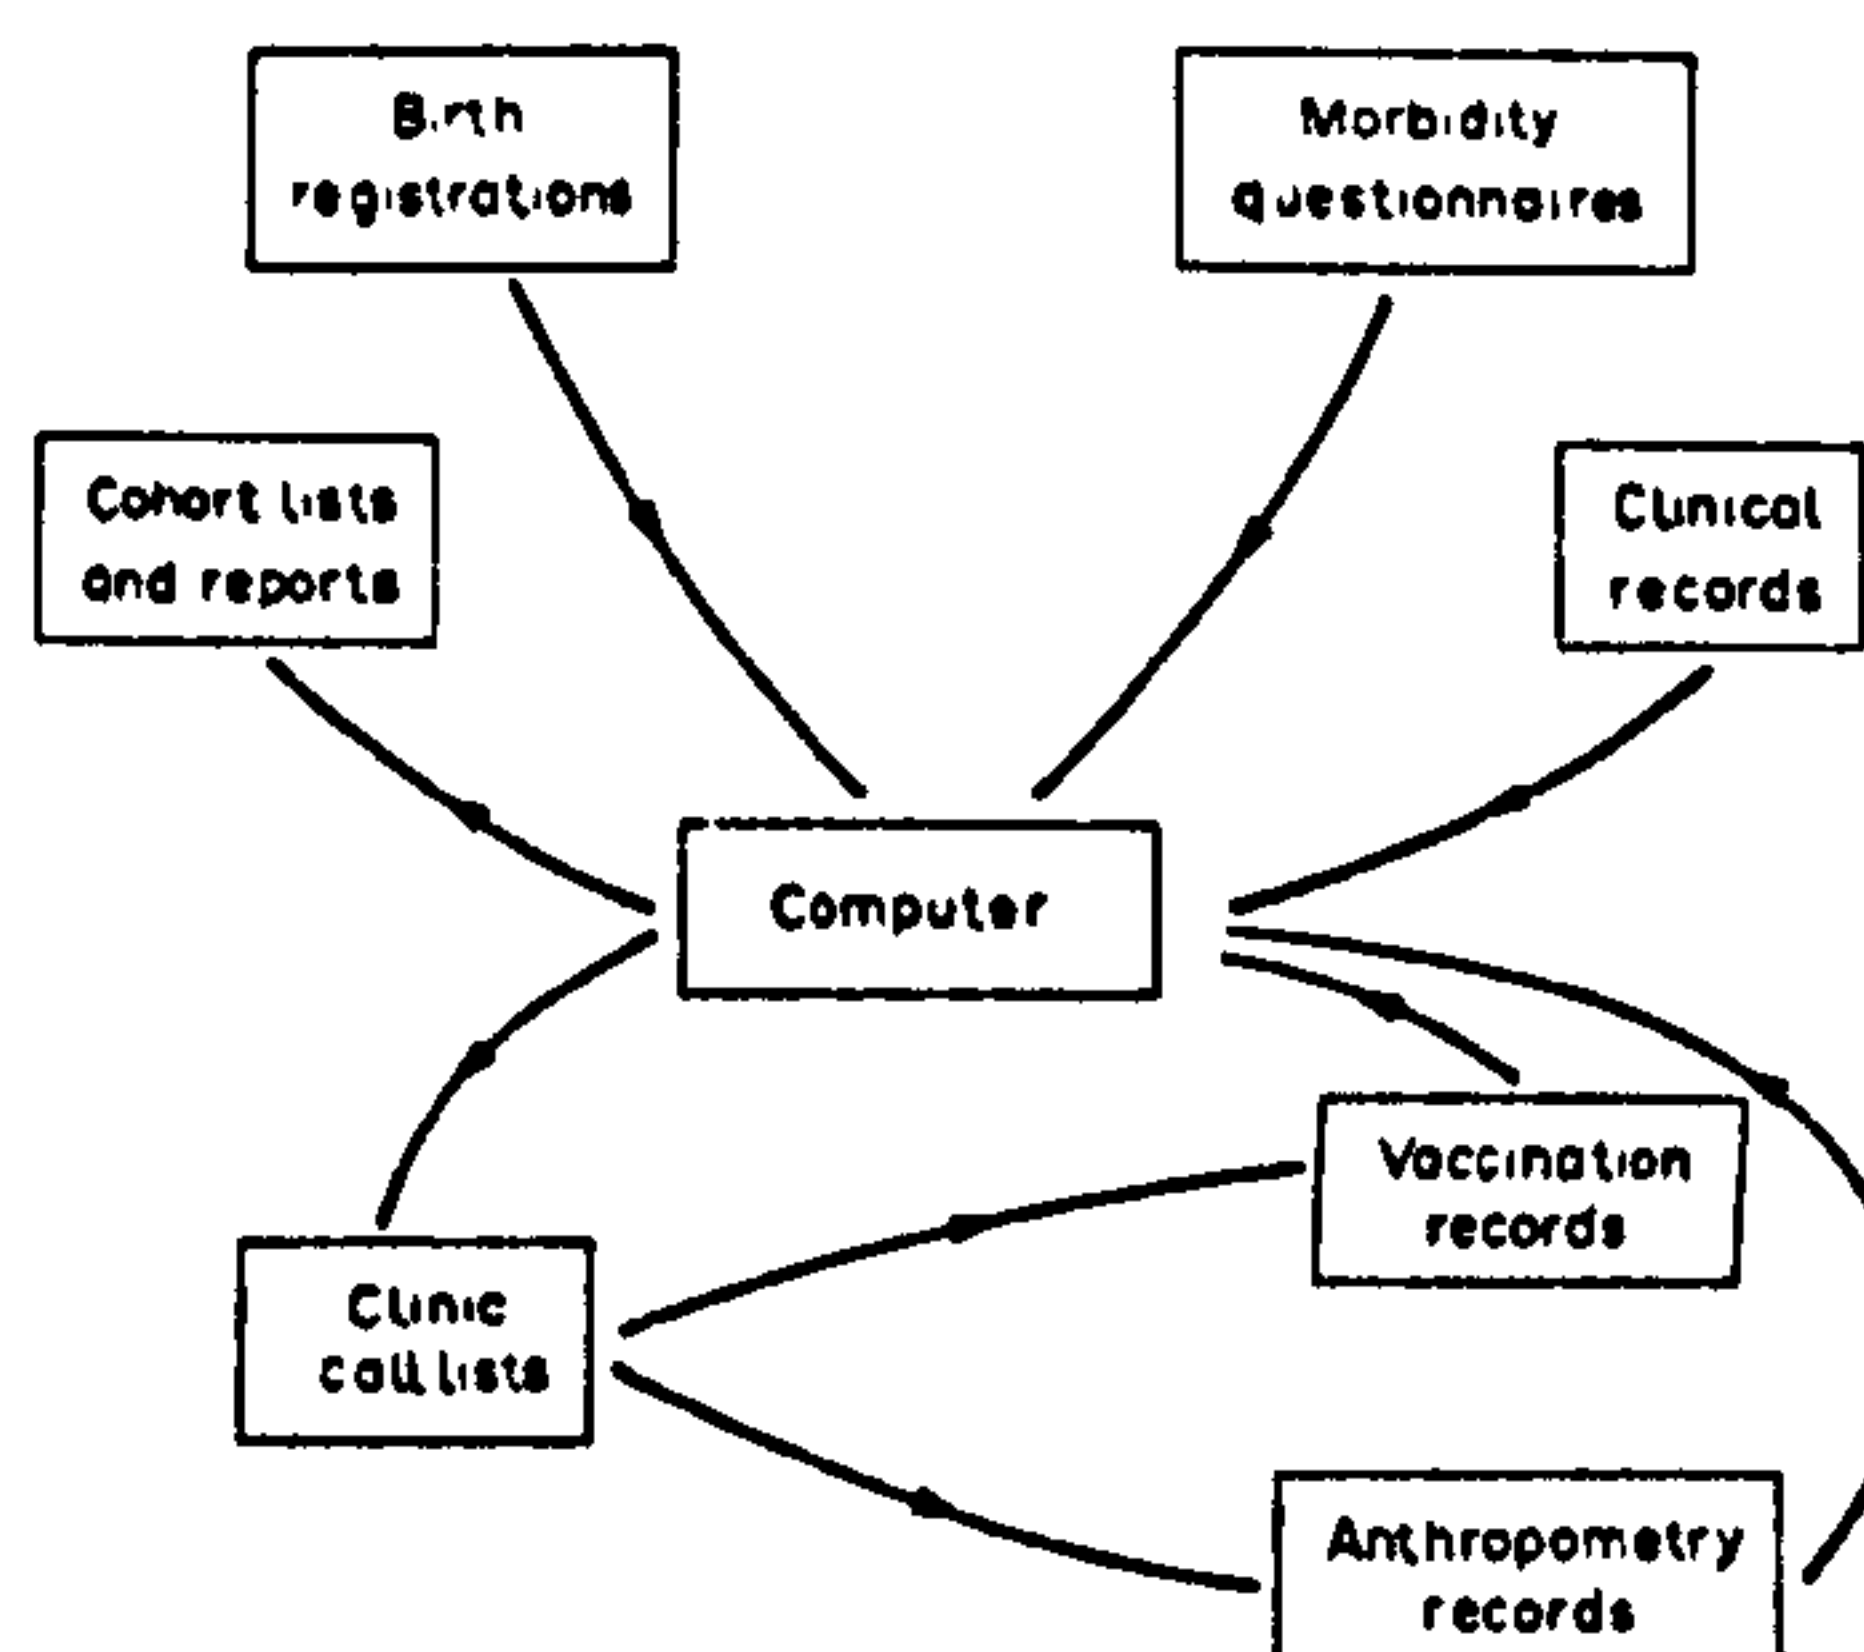 Birth
registrations
Morbidity
questionnaires
Cohort lists
and reports
Clinical
records
Computer
Vaccination
records
Clinic
call lists
Anthropometry
records